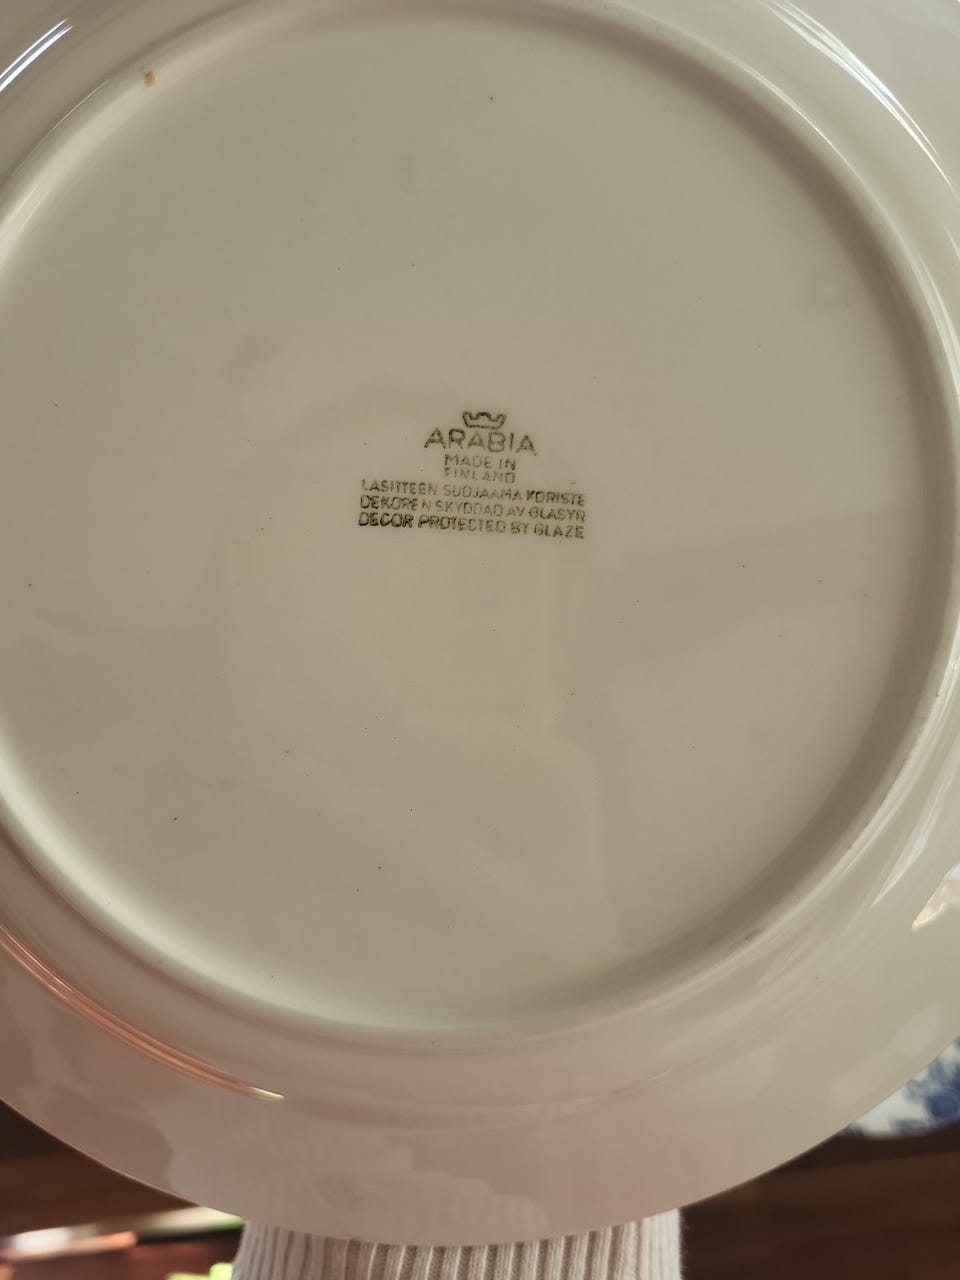 ARABIA
MADE IN
FINLAND
LASITTEEN SUOJAAMA KORISTE
DEKOREN SKYDDAD AV GLASYR
DECOR PROTECTED BY GLAZE